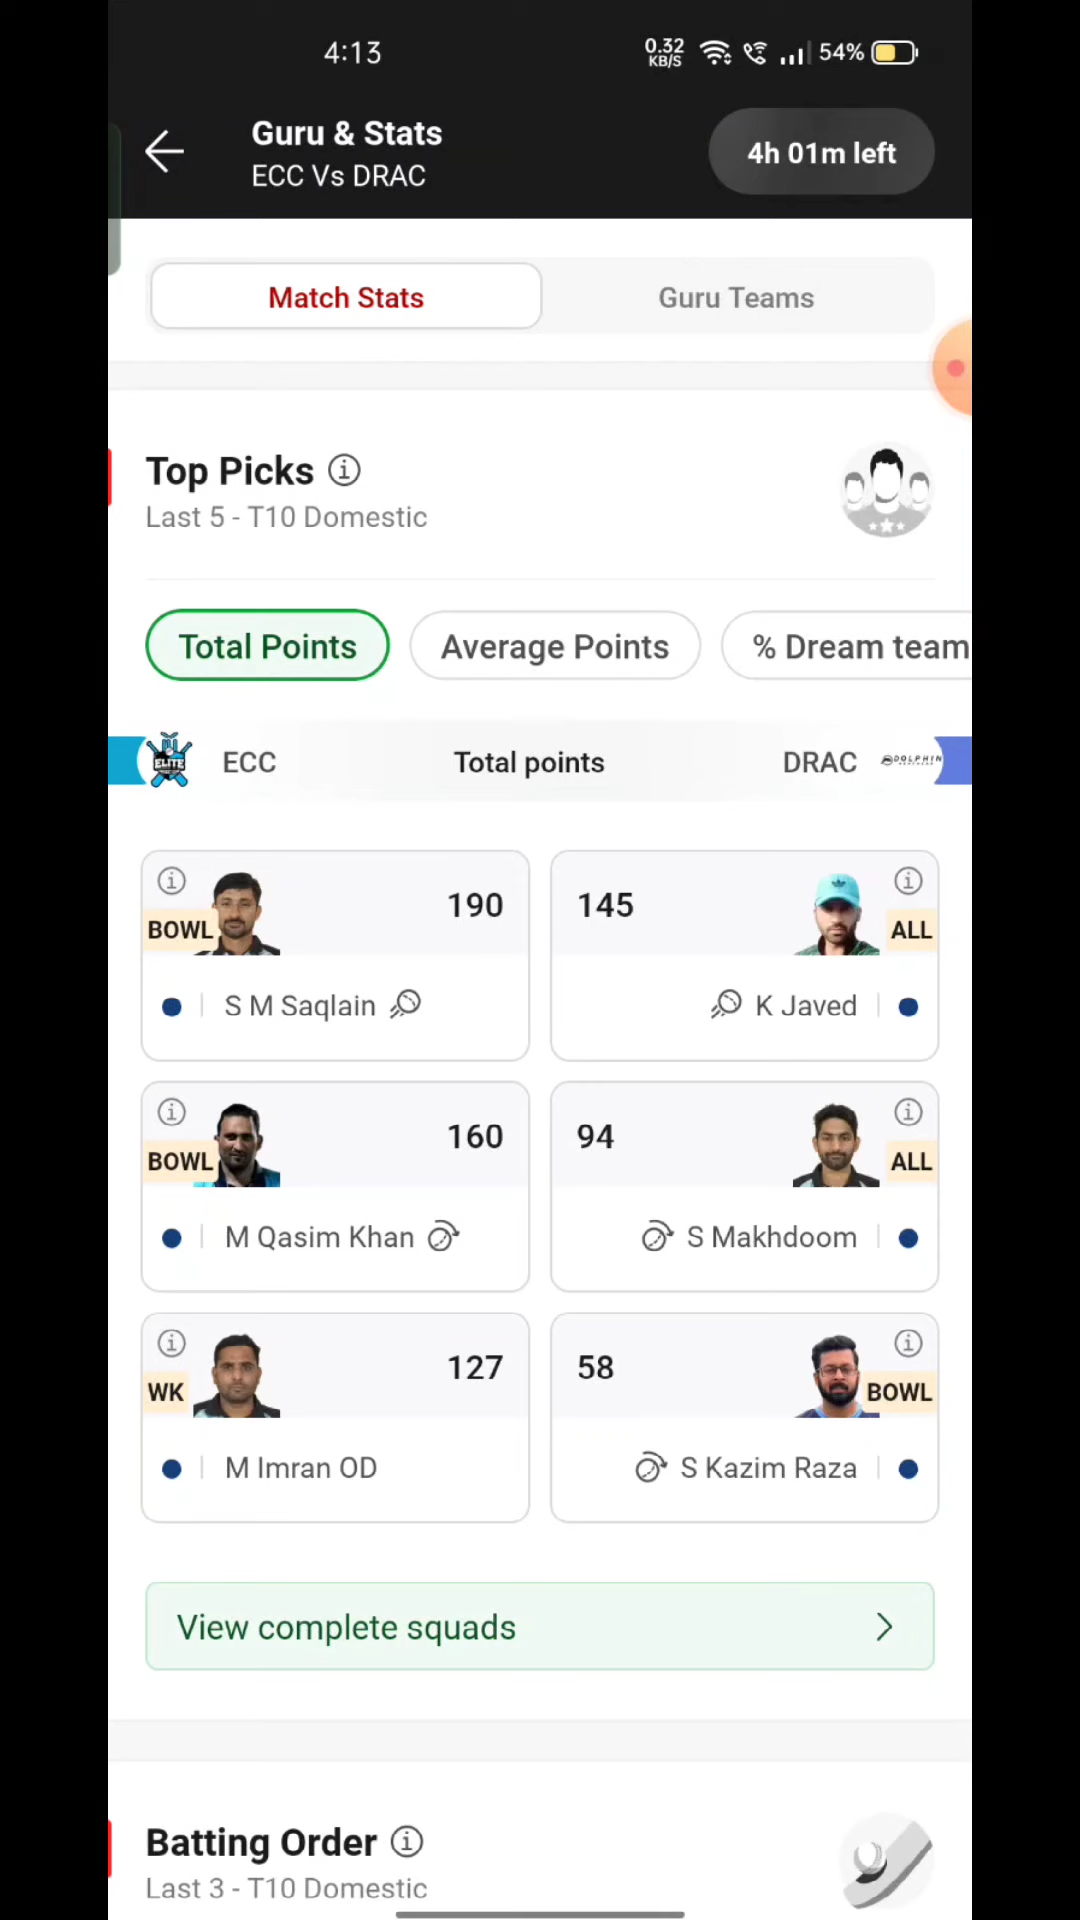 4:13
0.32
KB/S
54%
Guru & Stats
ECC Vs DRAC
4h 01m left
Match Stats
Guru Teams
Top Picks
Last 5 - T10 Domestic
Total Points
Average Points
% Dream team
ELITE
ECC
Total points
DRAC
DOLPHIN
190
BOWL
S M Saqlain
145
ALL
K Javed
160
BOWL
M Qasim Khan
94
ALL
S Makhdoom
127
WK
M Imran OD
58
BOWL
S Kazim Raza
View complete squads
Batting Order
Last 3 - T10 Domestic